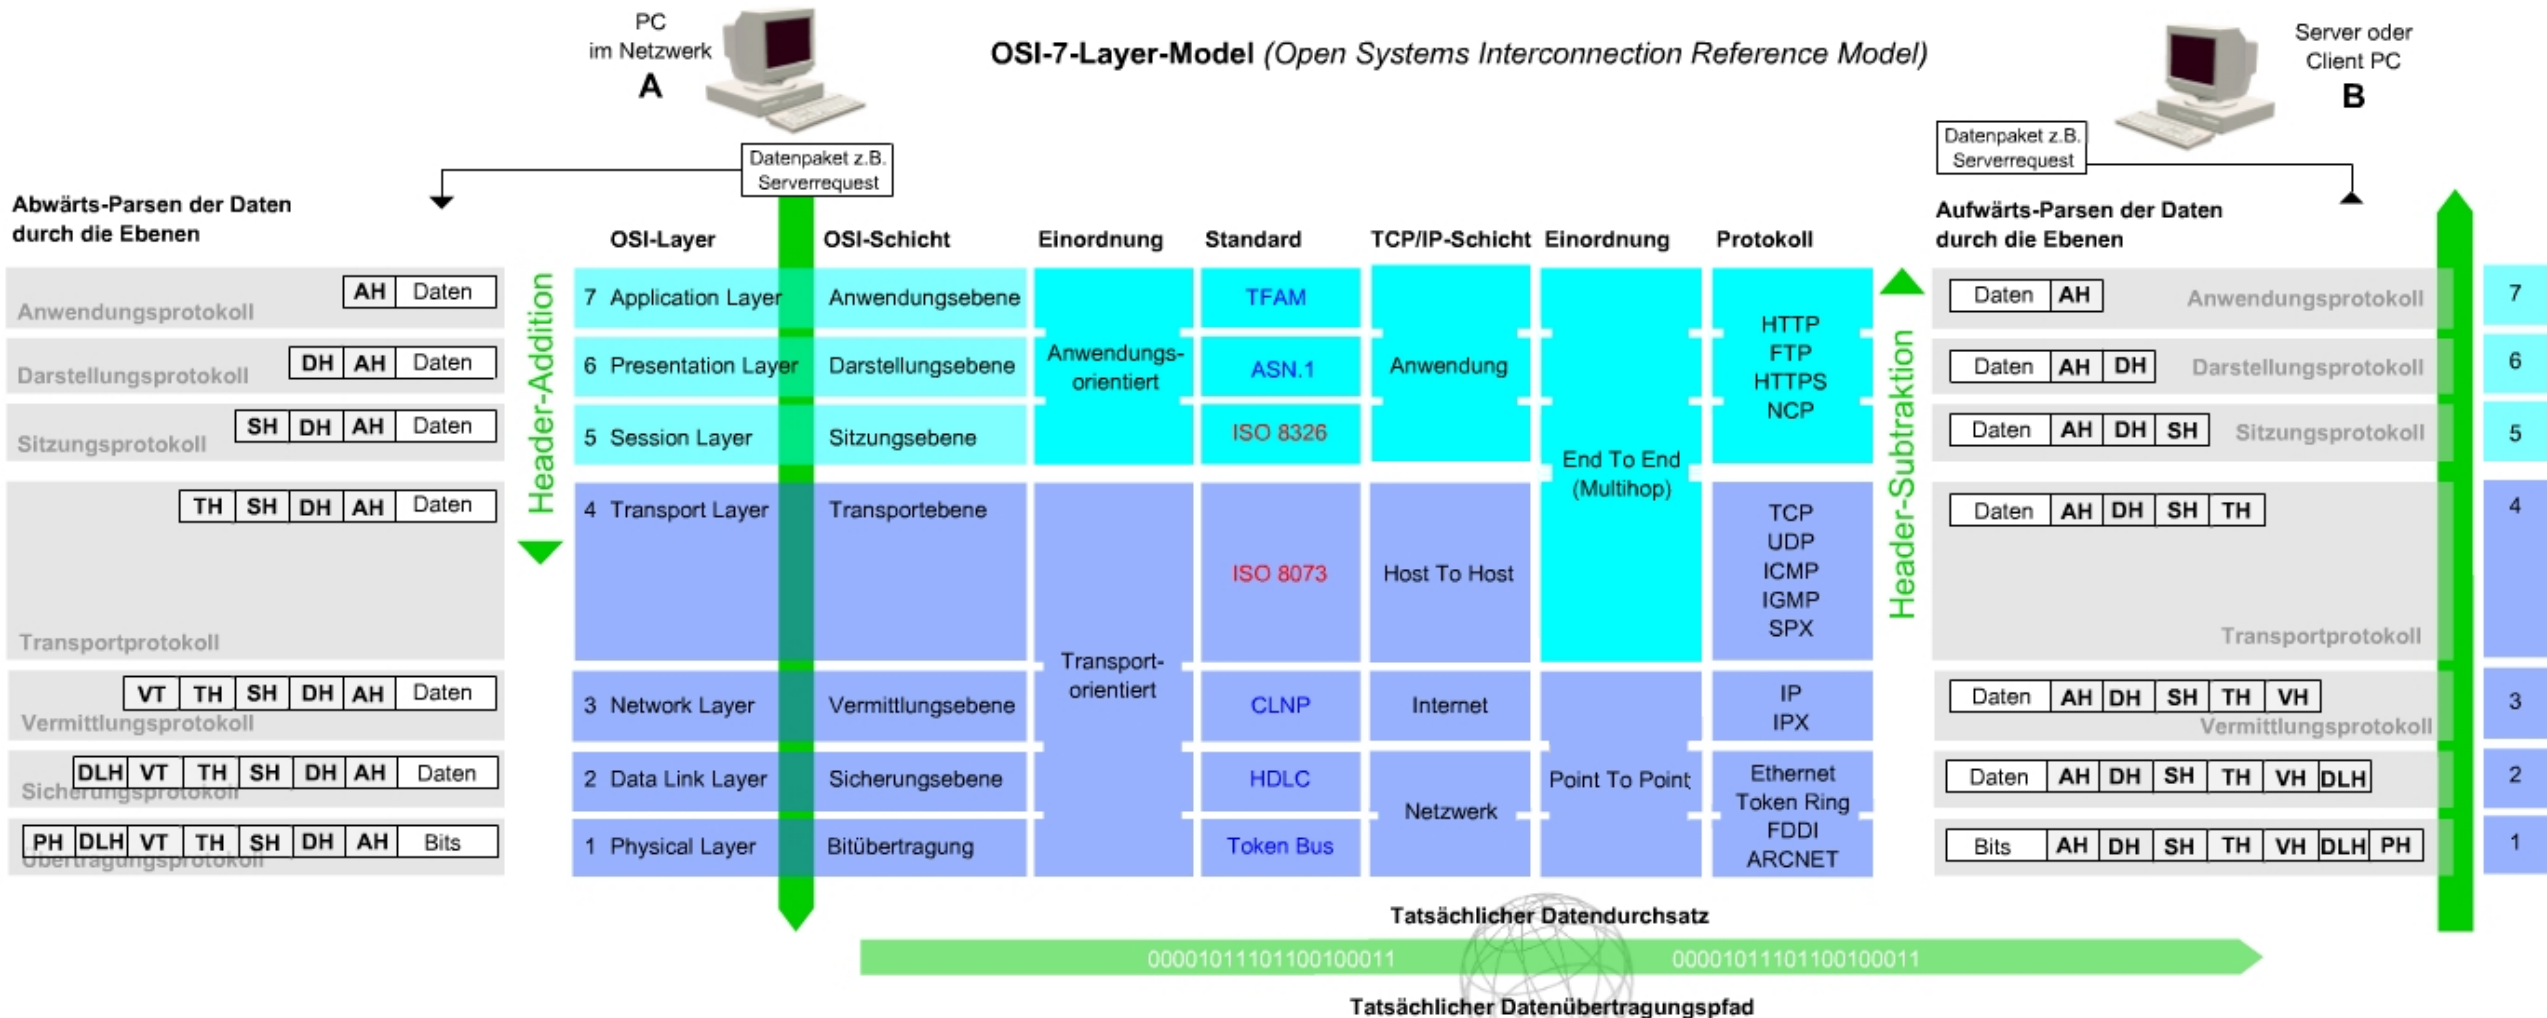 PC
im Netzwerk
A
OSI-7-Layer-Model (Open Systems Interconnection Reference Model)
Server oder
Client PC
B
Datenpaket z.B.
Serverrequest
Datenpaket z.B.
Serverrequest
Abwärts-Parsen der Daten
durch die Ebenen
OSI-Layer
OSI-Schicht
Einordnung
Standard
TCP/IP-Schicht
Einordnung
Protokoll
Aufwärts-Parsen der Daten
durch die Ebenen
AH Daten
Anwendungsprotokoll
DH AH Daten
Darstellungsprotokoll
SH DH AH Daten
Sitzungsprotokoll
TH SH DH AH Daten
Transportprotokoll
VT TH SH DH AH Daten
Vermittlungsprotokoll
DLH VT TH SH DH AH Daten
Sicherungsprotokoll
PH DLH VT TH SH DH AH Bits
Übertragungsprotokoll
Header-Addition
7 Application Layer
6 Presentation Layer
5 Session Layer
4 Transport Layer
3 Network Layer
2 Data Link Layer
1 Physical Layer
Anwendungsebene
Darstellungsebene
Sitzungsebene
Transportebene
Vermittlungsebene
Sicherungsebene
Bitübertragung
Anwendungs-
orientiert
Transport-
orientiert
TFAM
ASN.1
ISO 8326
ISO 8073
CLNP
HDLC
Token Bus
Anwendung
Host To Host
Internet
Netzwerk
End To End
(Multihop)
Point To Point
HTTP
FTP
HTTPS
NCP
TCP
UDP
ICMP
IGMP
SPX
IP
IPX
Ethernet
Token Ring
FDDI
ARCNET
Header-Subtraktion
Daten AH Anwendungsprotokoll
Daten AH DH Darstellungsprotokoll
Daten AH DH SH Sitzungsprotokoll
Daten AH DH SH TH
Transportprotokoll
Daten AH DH SH TH VH
Vermittlungsprotokoll
Daten AH DH SH TH VH DLH
Bits AH DH SH TH VH DLH PH
7
6
5
4
3
2
1
Tatsächlicher Datendurchsatz
00001011101100100011 00001011101100100011
Tatsächlicher Datenübertragungspfad